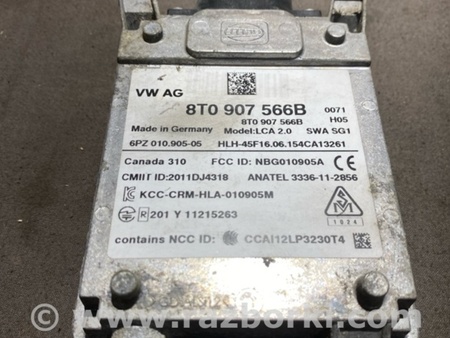 VW AG
8T0 907 566B 0071
8T0 907 566B H05
Made in Germany Model:LCA 2.0 SWA SG1
6PZ 010.905-05 HLH-45F16.06.154CA13261
Canada 310 FCC ID: NBG010905A CE
CMIIT ID:2011DJ4318 ANATEL 3336-11-2856
KCC-CRM-HLA-010905M
R 201 Y 11215263
1024
contains NCC ID: CCAI12LP3230T4
© www.razborki.com